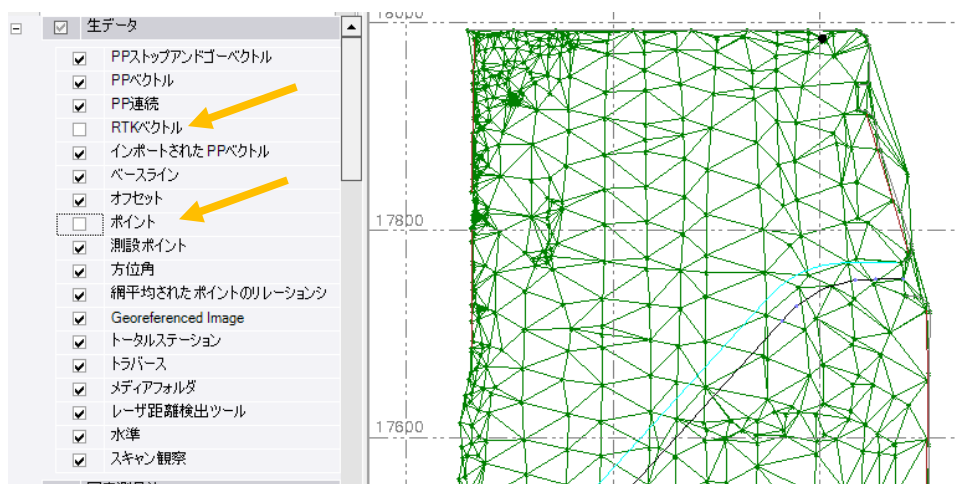 生データ
PPストップアンドゴーベクトル
PPベクトル
PP連続
RTKベクトル
インポートされた PPベクトル
ベースライン
オフセット
ポイント
測設ポイント
方位角
網平均されたポイントのリレーションシ
Georeferenced Image
トータルステーション
トラバース
メディアフォルダ
レーザ距離検出ツール
水準
スキャン観察
18000
17800
17600